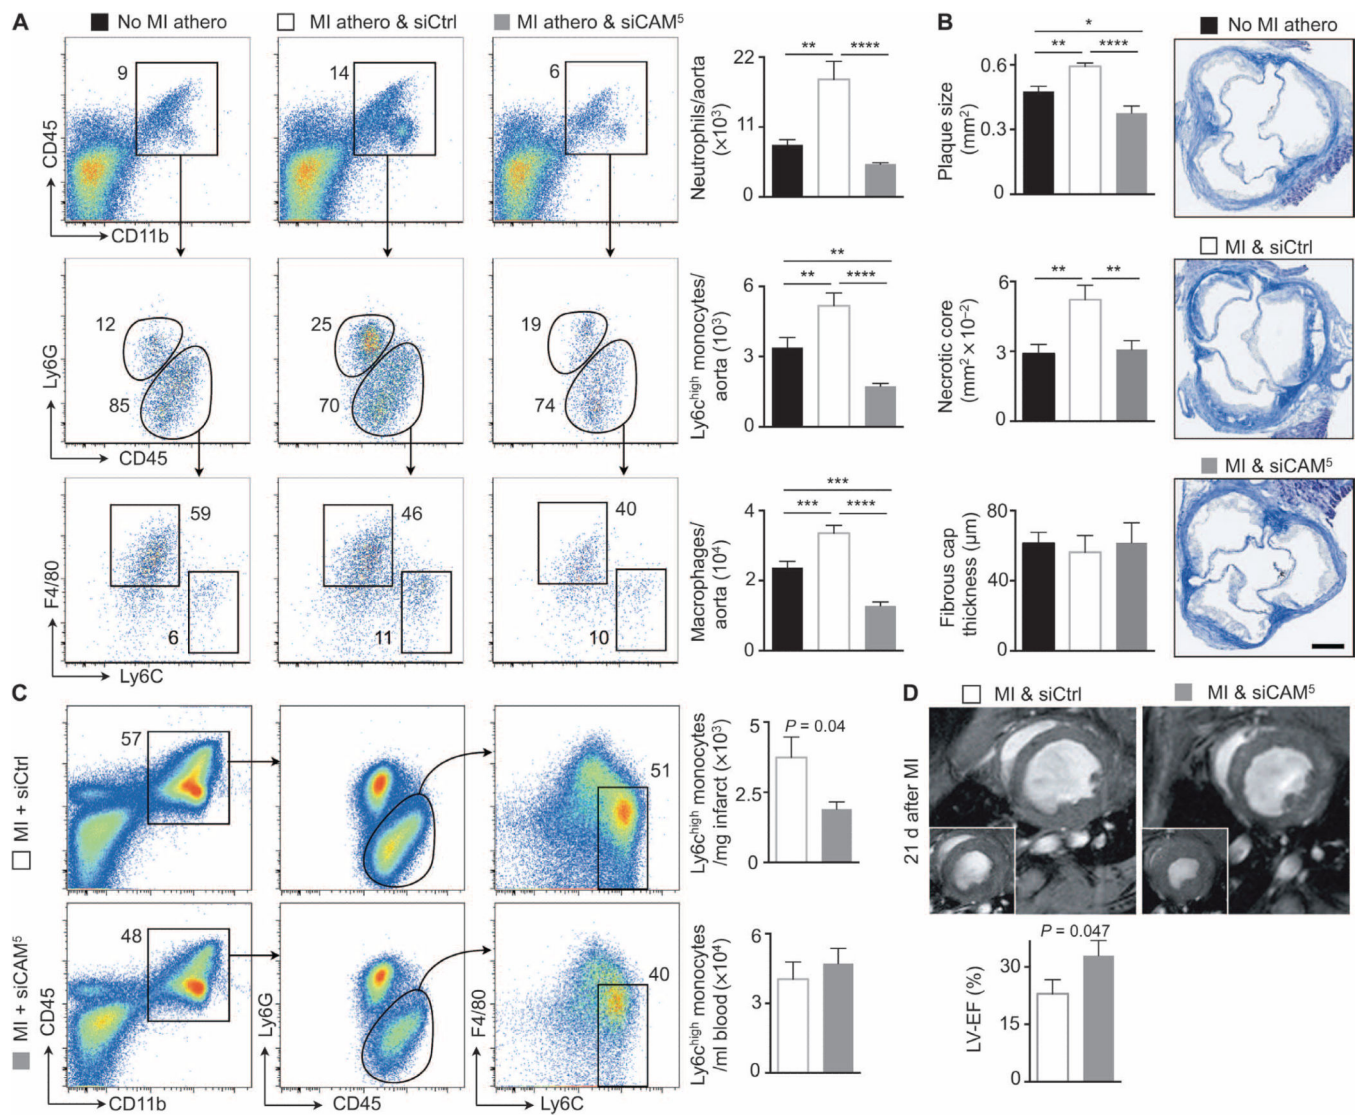 A
No MI athero
MI athero & siCtrl
MI athero & siCAM⁵
9
14
6
CD45
CD11b
Neutrophils/aorta
(×10³)
22
11
0
**
****
12
85
25
70
19
74
Ly6G
CD45
Ly6cʰⁱᵍʰ monocytes/
aorta (10³)
6
3
0
**
**
****
59
6
46
11
40
10
F4/80
Ly6C
Macrophages/
aorta (10⁴)
4
2
0
***
***
****
B
No MI athero
Plaque size
(mm²)
0.6
0.3
0
*
**
****
MI & siCtrl
Necrotic core
(mm² × 10⁻²)
6
3
0
**
**
MI & siCAM⁵
Fibrous cap
thickness (μm)
80
40
0
C
MI + siCtrl
MI + siCAM⁵
57
51
48
40
CD45
CD11b
Ly6G
CD45
F4/80
Ly6C
Ly6cʰⁱᵍʰ monocytes
/mg infarct (×10³)
5
2.5
0
P = 0.04
Ly6cʰⁱᵍʰ monocytes
/ml blood (×10⁴)
6
3
0
D
MI & siCtrl
MI & siCAM⁵
21 d after MI
P = 0.047
LV-EF (%)
30
15
0